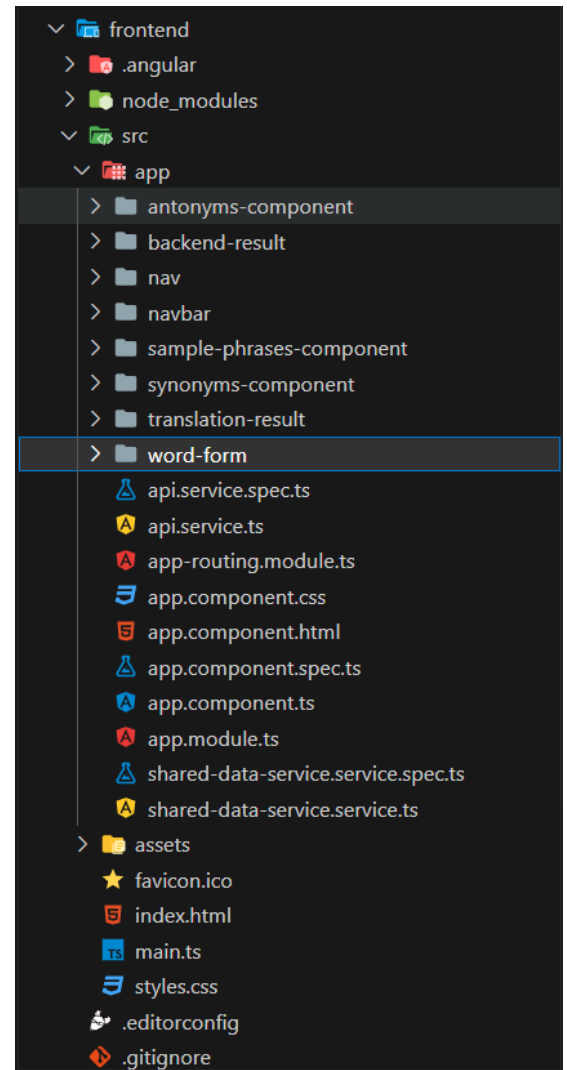 frontend
.angular
node_modules
src
app
antonyms-component
backend-result
nav
navbar
sample-phrases-component
synonyms-component
translation-result
word-form
api.service.spec.ts
api.service.ts
app-routing.module.ts
app.component.css
app.component.html
app.component.spec.ts
app.component.ts
app.module.ts
shared-data-service.service.spec.ts
shared-data-service.service.ts
assets
favicon.ico
index.html
TS main.ts
styles.css
.editorconfig
.gitignore